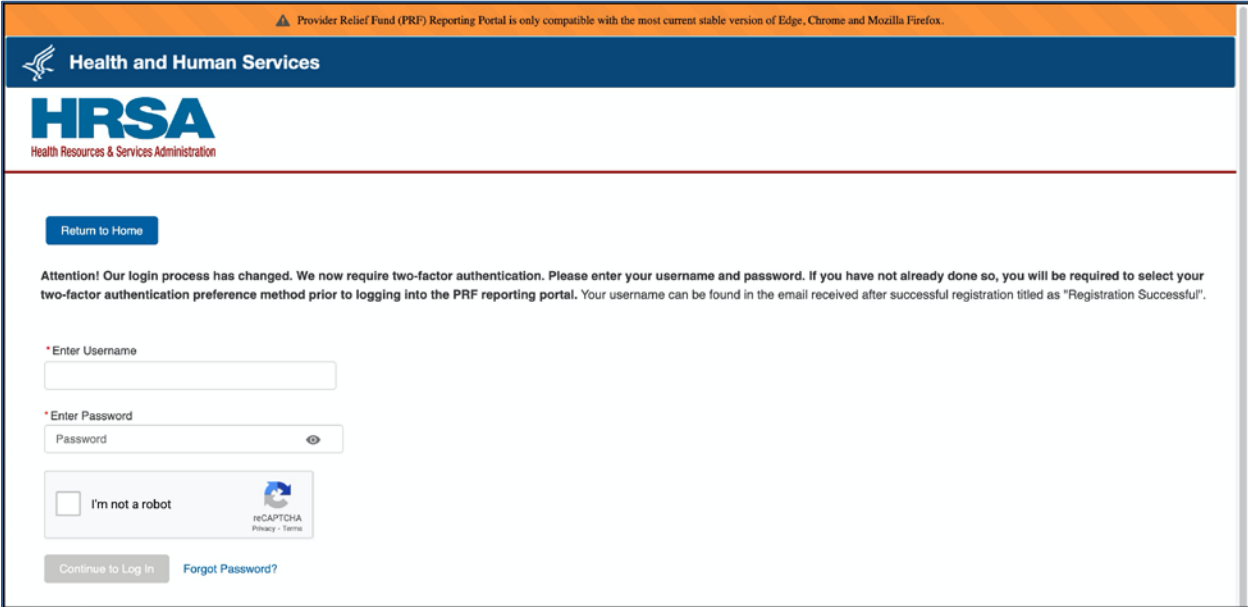 Provider Relief Fund (PRF) Reporting Portal is only compatible with the most current stable version of Edge, Chrome and Mozilla Firefox.
Health and Human Services
HRSA
Health Resources & Services Administration
Return to Home
Attention! Our login process has changed. We now require two-factor authentication. Please enter your username and password. If you have not already done so, you will be required to select your
two-factor authentication preference method prior to logging into the PRF reporting portal. Your username can be found in the email received after successful registration titled as "Registration Successful".
*Enter Username
*Enter Password
Password
I'm not a robot
reCAPTCHA
Privacy - Terms
Continue to Log In Forgot Password?